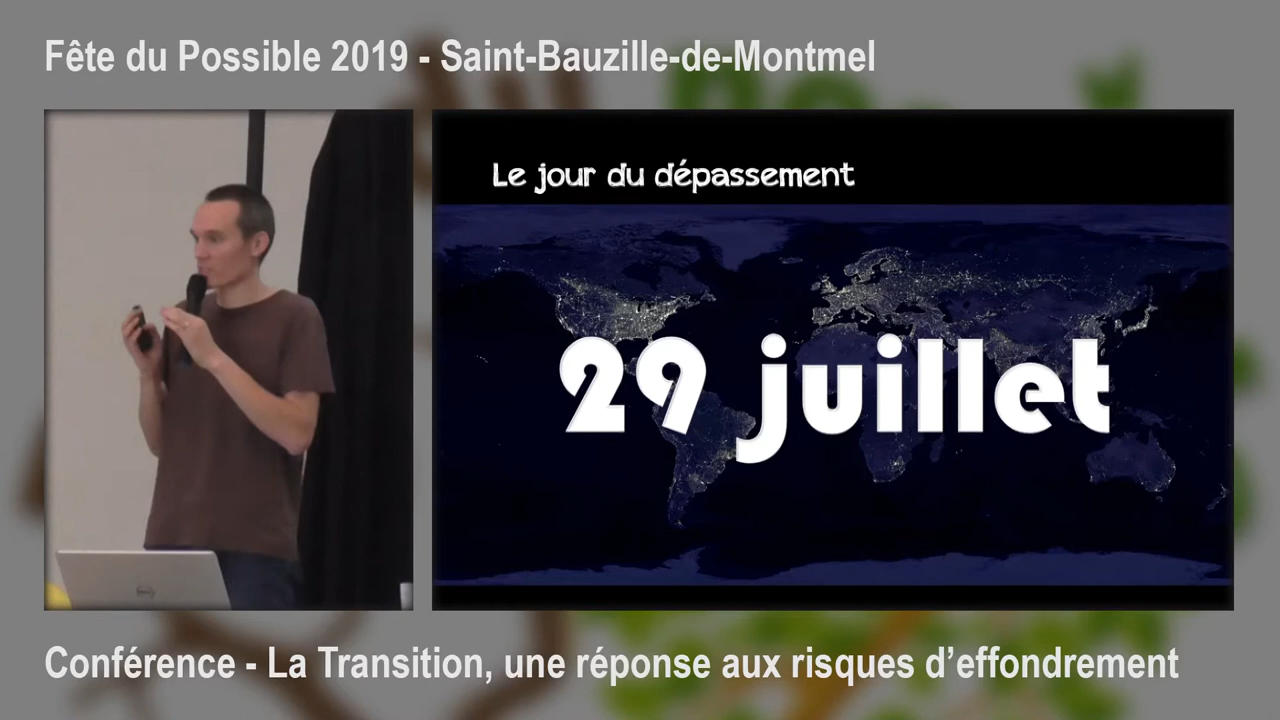 Fête du Possible 2019 - Saint-Bauzille-de-Montmel
Le jour du dépassement
29 juillet
Conférence - La Transition, une réponse aux risques d’effondrement